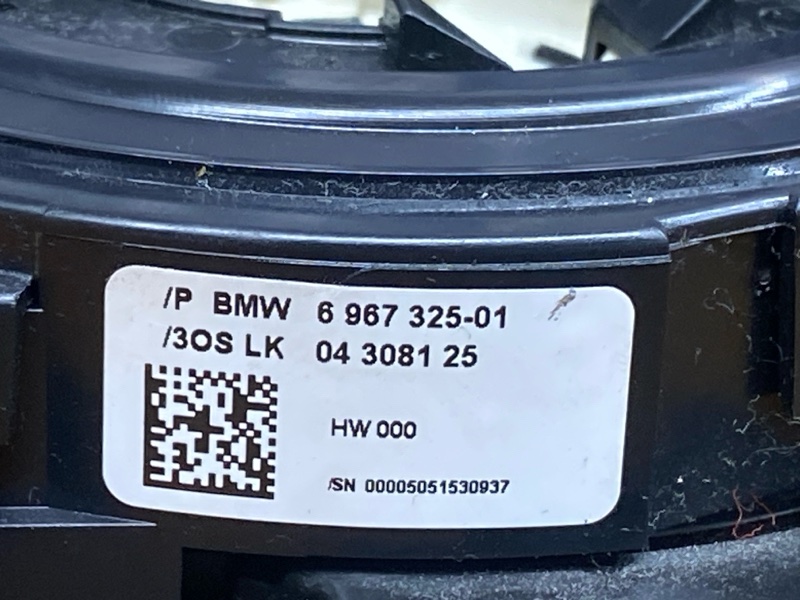 /P BMW 6 967 325-01
/3OS LK 04 3081 25
HW 000
/SN 00005051530937